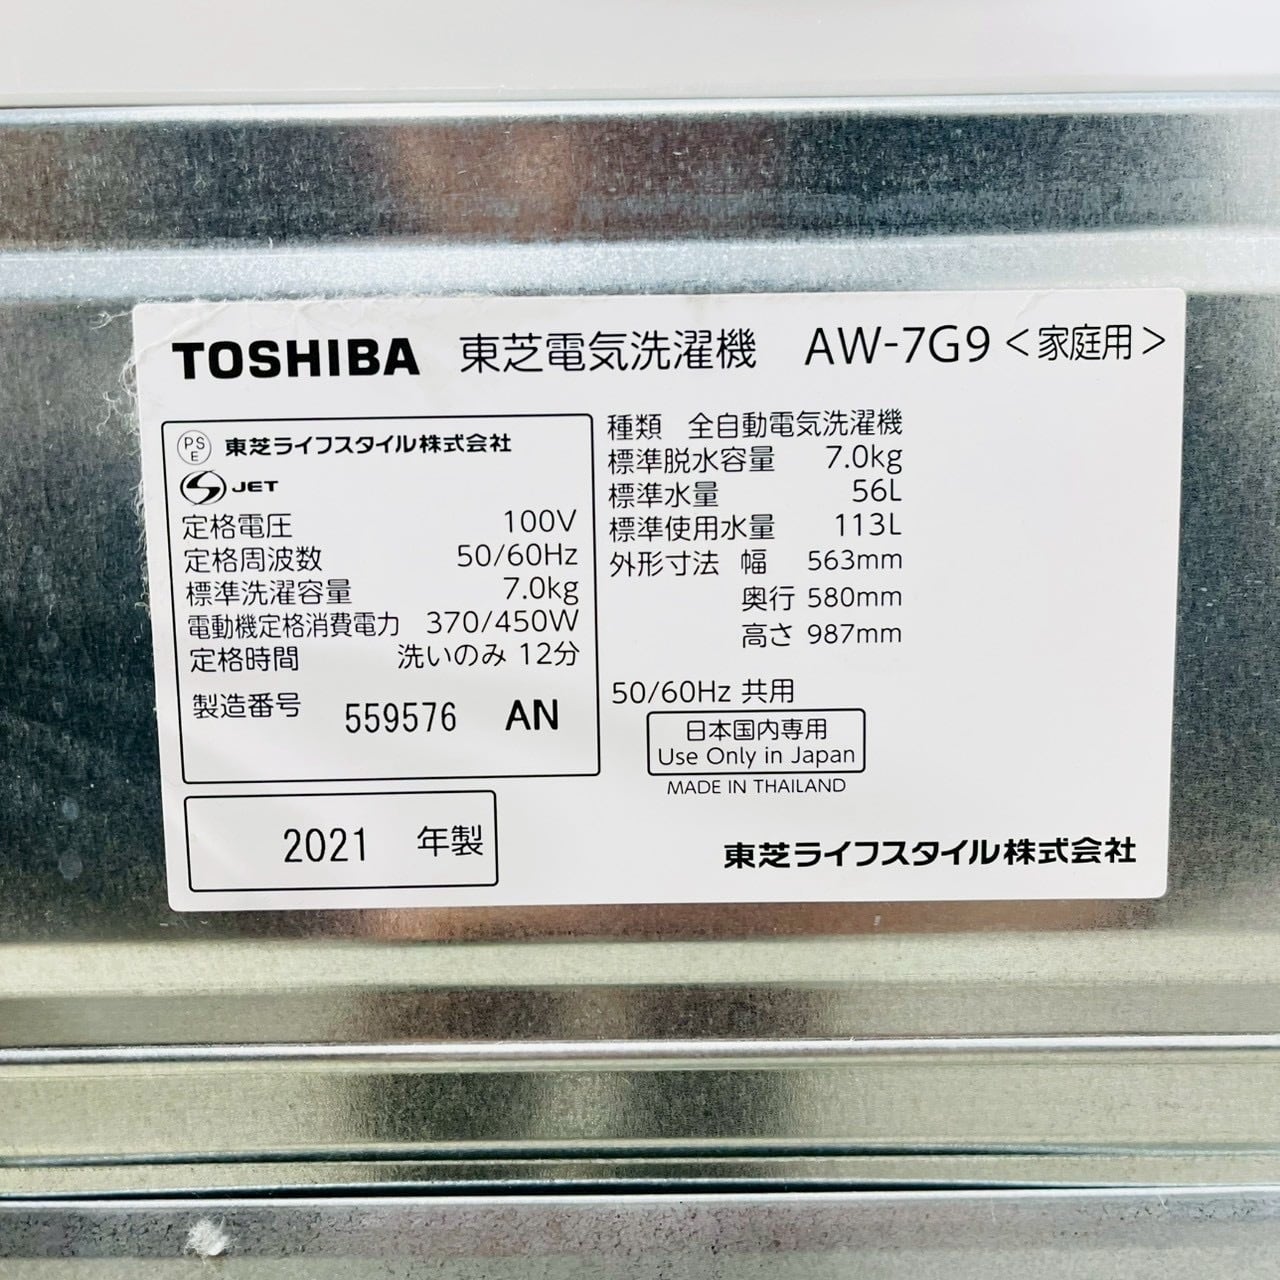 TOSHIBA 東芝電気洗濯機 AW-7G9<家庭用>
PSE 東芝ライフスタイル株式会社
S JET
定格電圧 100V
定格周波数 50/60Hz
標準洗濯容量 7.0kg
電動機定格消費電力 370/450W
定格時間 洗いのみ 12分
製造番号 559576 AN
2021 年製
種類 全自動電気洗濯機
標準脱水容量 7.0kg
標準水量 56L
標準使用水量 113L
外形寸法 幅 563mm
奥行 580mm
高さ 987mm
50/60Hz 共用
日本国内専用
Use Only in Japan
MADE IN THAILAND
東芝ライフスタイル株式会社